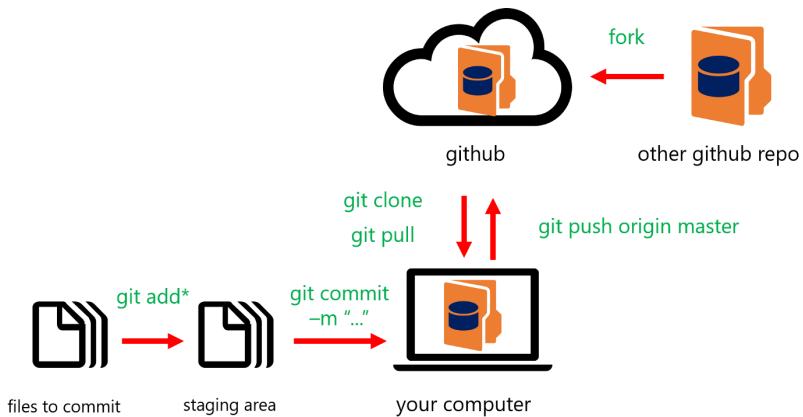 fork
github
other github repo
git clone
git pull
git push origin master
git add*
git commit
–m “...”
files to commit
staging area
your computer